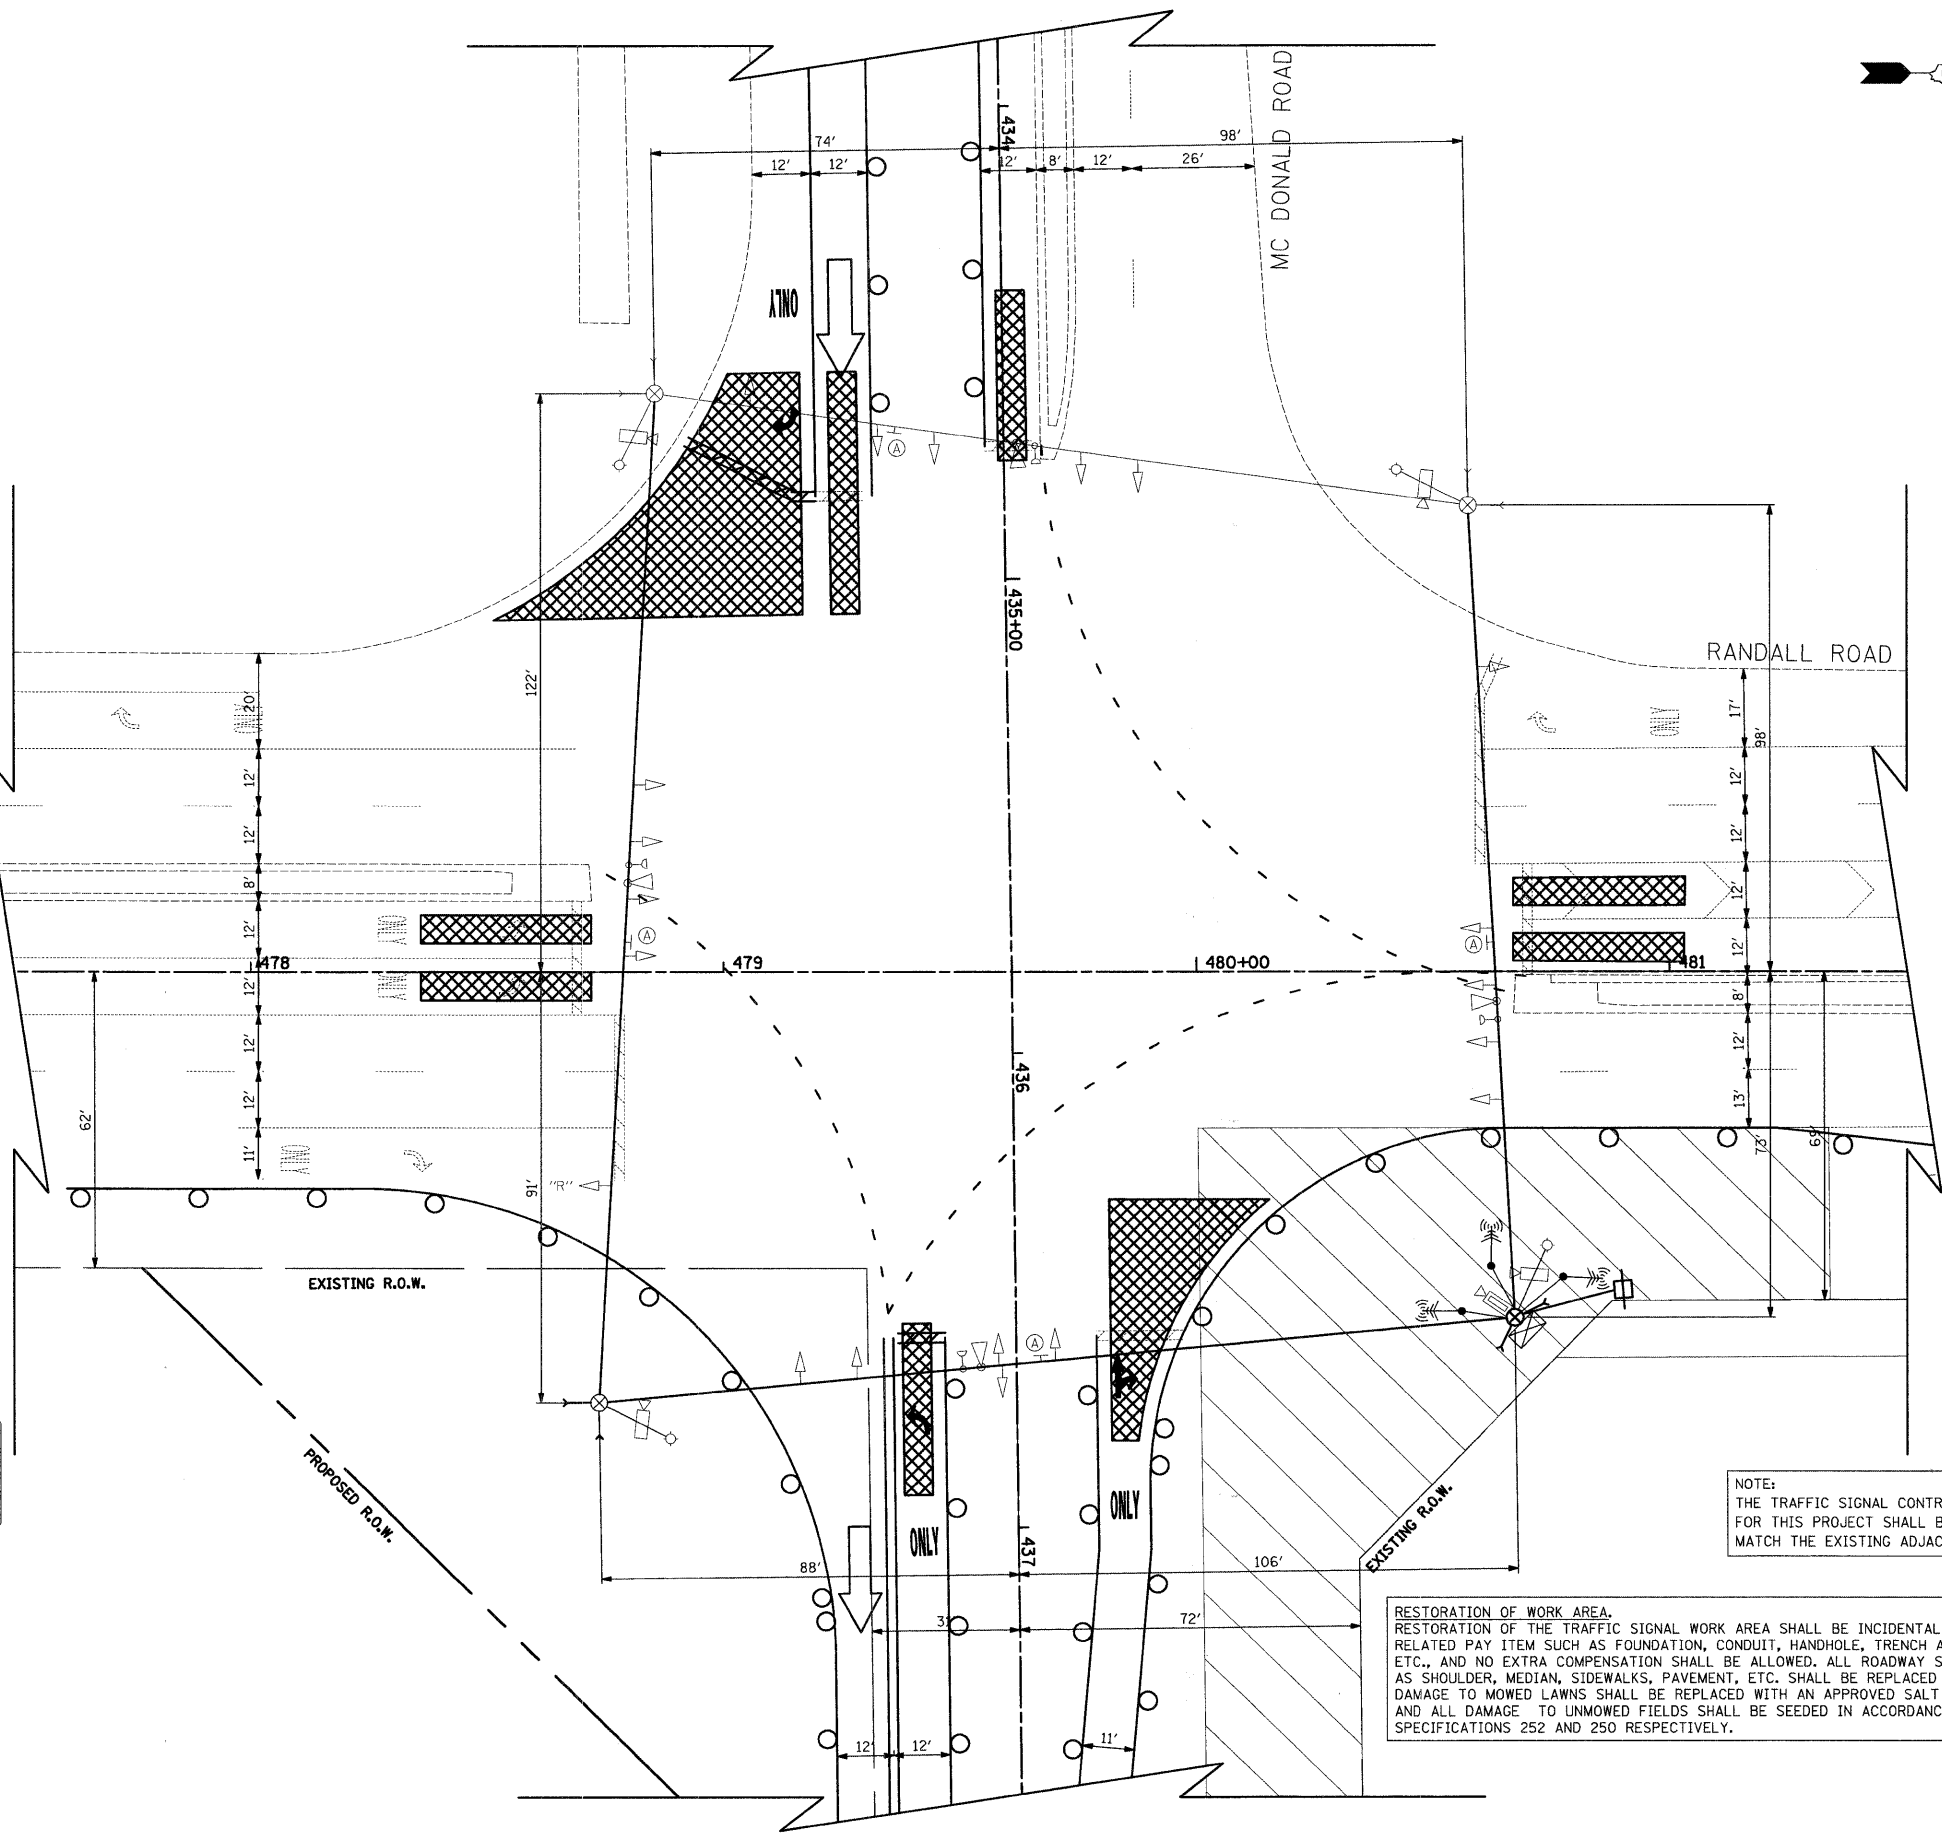 MC DONALD ROAD
434
74'
98'
12'
12'
12'
8'
12'
26'
ONLY
435+00
RANDALL ROAD
122'
20'
ONLY
12'
12'
8'
12'
12'
12'
12'
11'
ONLY
ONLY
ONLY
17'
ONLY
98'
12'
12'
12'
12'
8'
12'
13'
A
A
A
A
478
479
480+00
481
436
62'
91'
"R"
73'
69'
EXISTING R.O.W.
PROPOSED R.O.W.
ONLY
ONLY
437
88'
106'
72'
EXISTING R.O.W.
12'
12'
11'
NOTE:
THE TRAFFIC SIGNAL CONTR
FOR THIS PROJECT SHALL B
MATCH THE EXISTING ADJAC
RESTORATION OF WORK AREA.
RESTORATION OF THE TRAFFIC SIGNAL WORK AREA SHALL BE INCIDENTAL
RELATED PAY ITEM SUCH AS FOUNDATION, CONDUIT, HANDHOLE, TRENCH A
ETC., AND NO EXTRA COMPENSATION SHALL BE ALLOWED. ALL ROADWAY S
AS SHOULDER, MEDIAN, SIDEWALKS, PAVEMENT, ETC. SHALL BE REPLACED
DAMAGE TO MOWED LAWNS SHALL BE REPLACED WITH AN APPROVED SALT
AND ALL DAMAGE TO UNMOWED FIELDS SHALL BE SEEDED IN ACCORDANC
SPECIFICATIONS 252 AND 250 RESPECTIVELY.